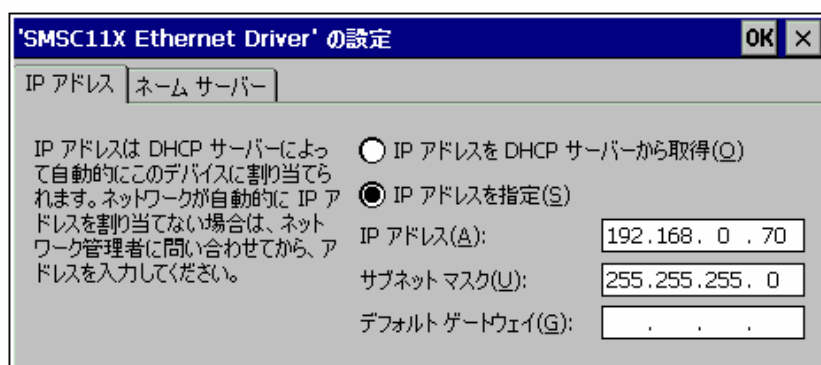 'SMSC11X Ethernet Driver' の設定 OK ×
IP アドレス ネーム サーバー
IP アドレスは DHCP サーバーによっ
て自動的にこのデバイスに割り当てら
れます。ネットワークが自動的に IP ア
ドレスを割り当てない場合は、ネット
ワーク管理者に問い合わせてから、ア
ドレスを入力してください。
IP アドレスを DHCP サーバーから取得(O)
IP アドレスを指定(S)
IP アドレス(A): 192.168. 0 .70
サブネット マスク(U): 255.255.255. 0
デフォルト ゲートウェイ(G): . . .